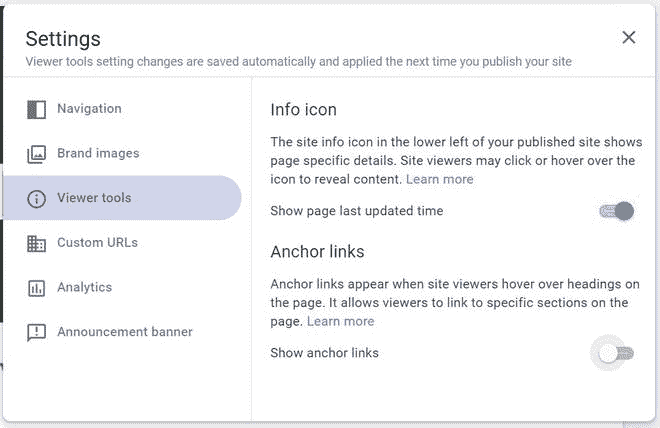 Settings
Viewer tools setting changes are saved automatically and applied the next time you publish your site
Navigation
Brand images
Viewer tools
Custom URLs
Analytics
Announcement banner
Info icon
The site info icon in the lower left of your published site shows
page specific details. Site viewers may click or hover over the
icon to reveal content. Learn more
Show page last updated time
Anchor links
Anchor links appear when site viewers hover over headings on
the page. It allows viewers to link to specific sections on the
page. Learn more
Show anchor links